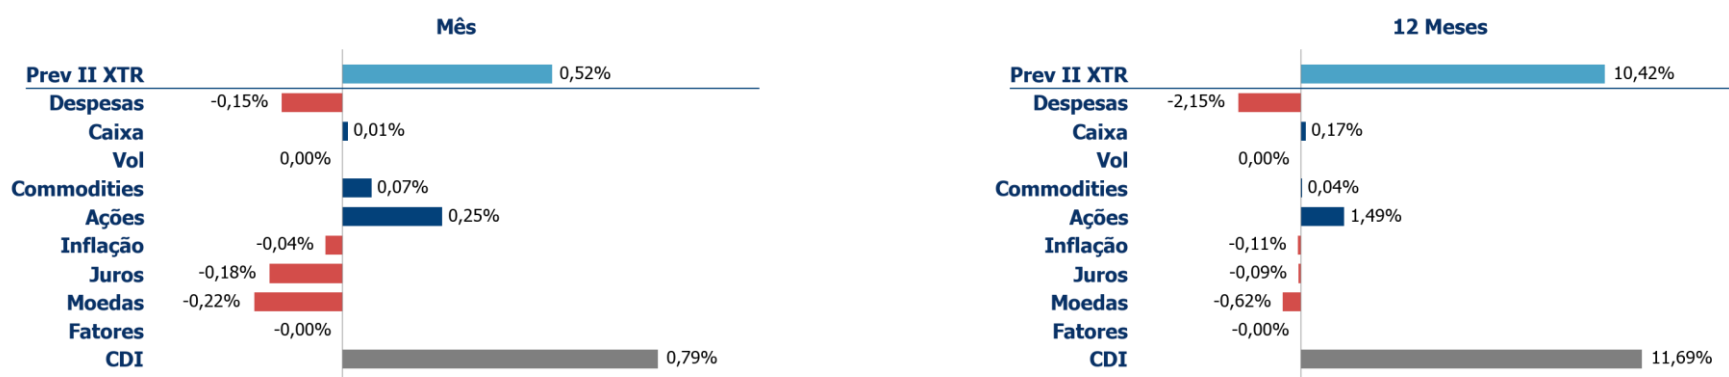 Mês
Prev II XTR 0,52%
Despesas -0,15%
Caixa 0,01%
Vol 0,00%
Commodities 0,07%
Ações 0,25%
Inflação -0,04%
Juros -0,18%
Moedas -0,22%
Fatores -0,00%
CDI 0,79%
12 Meses
Prev II XTR 10,42%
Despesas -2,15%
Caixa 0,17%
Vol 0,00%
Commodities 0,04%
Ações 1,49%
Inflação -0,11%
Juros -0,09%
Moedas -0,62%
Fatores -0,00%
CDI 11,69%